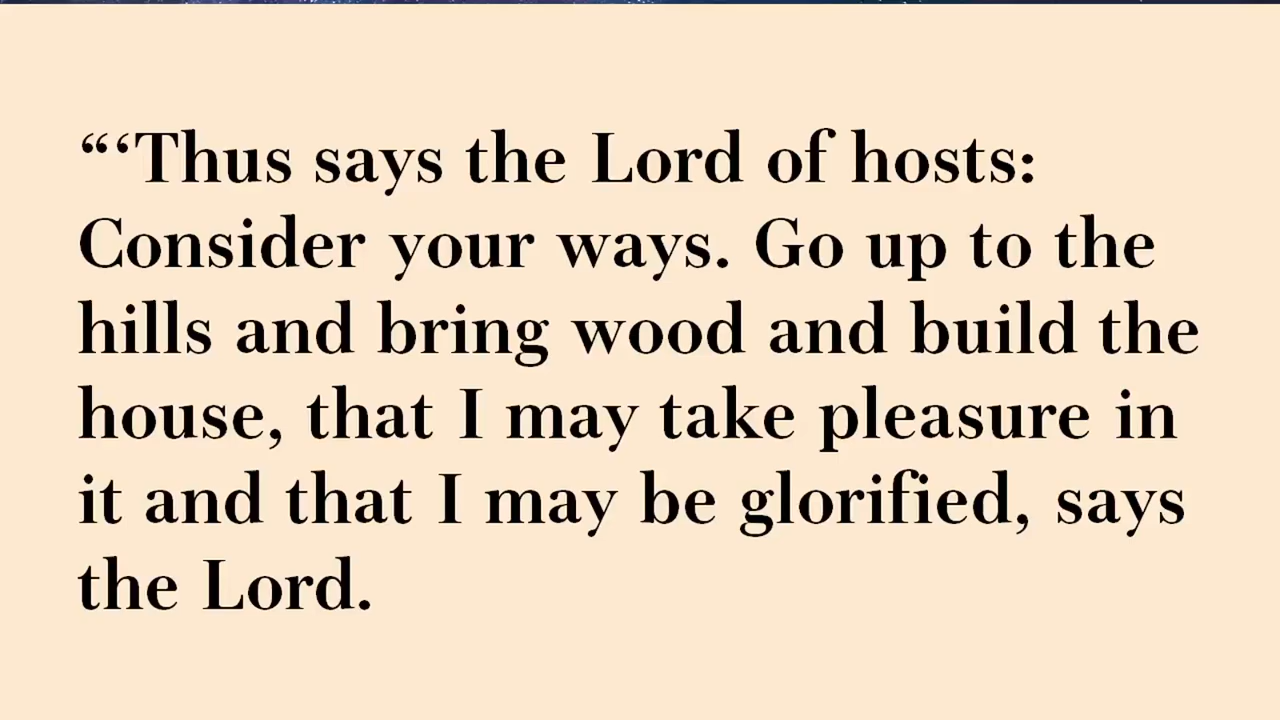 “‘Thus says the Lord of hosts:
Consider your ways. Go up to the
hills and bring wood and build the
house, that I may take pleasure in
it and that I may be glorified, says
the Lord.